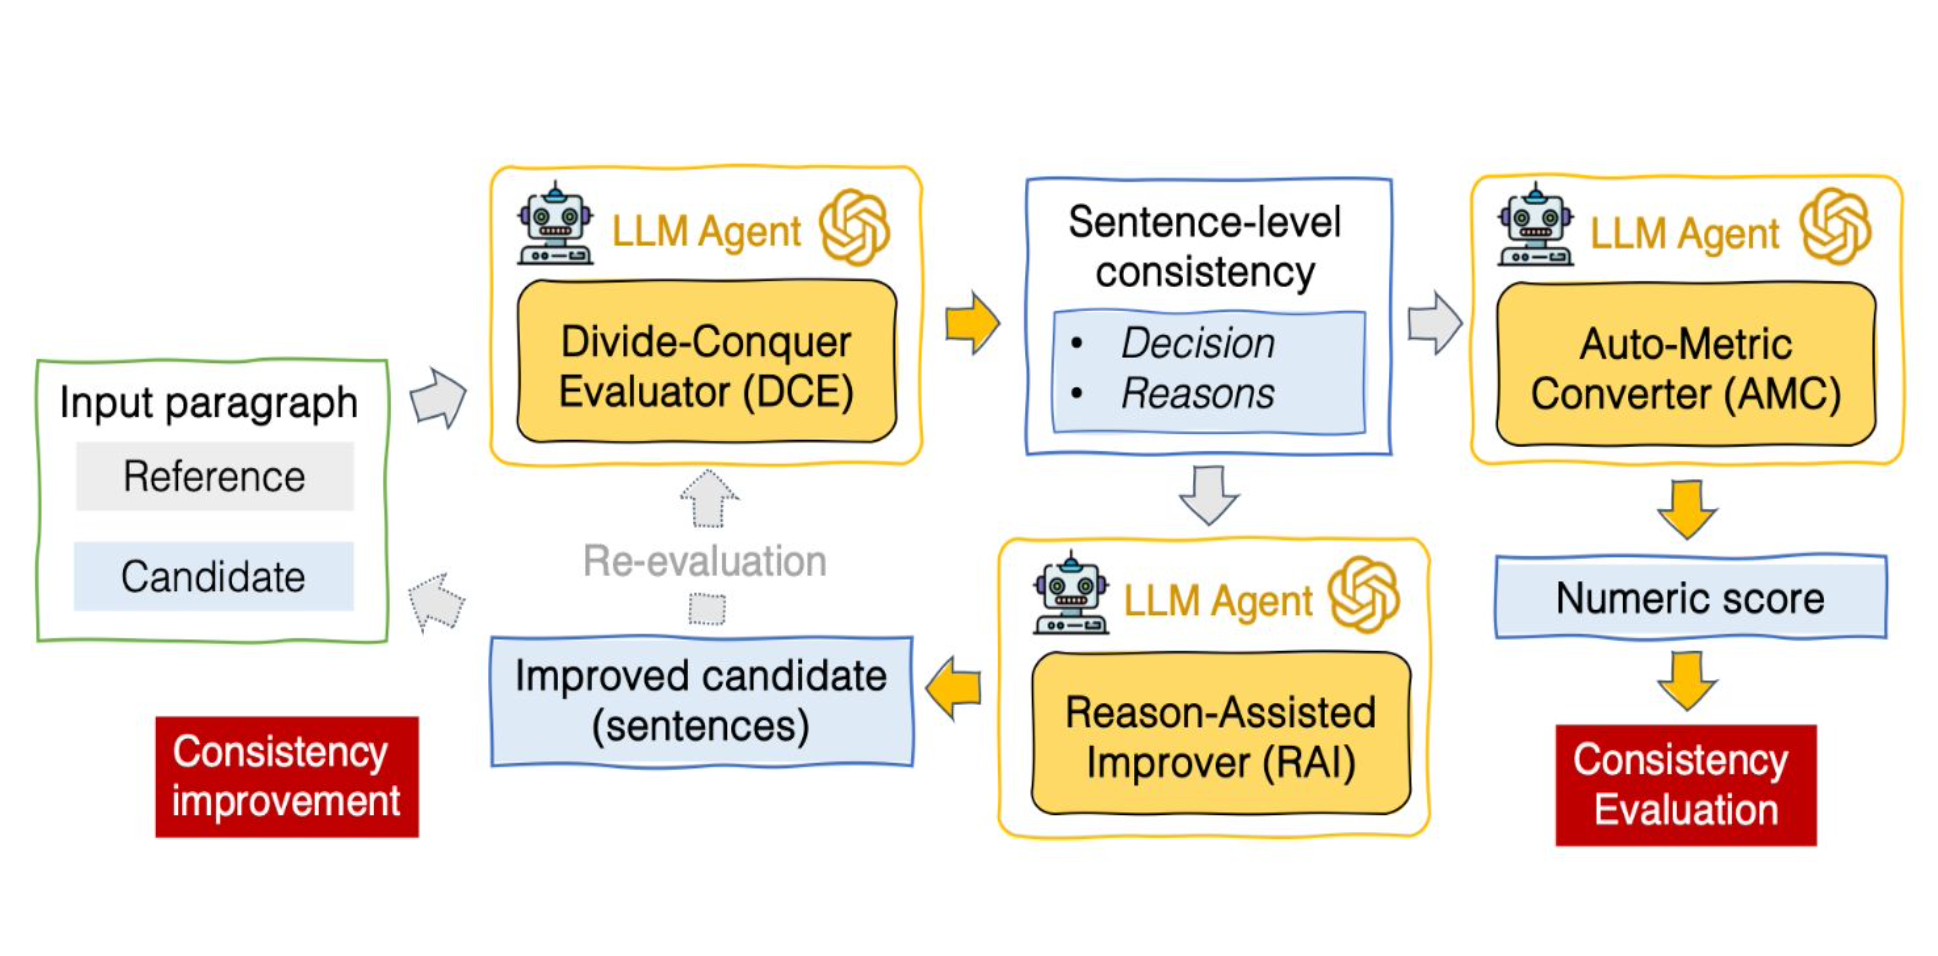 Input paragraph
Reference
Candidate
LLM Agent
Divide-Conquer
Evaluator (DCE)
Sentence-level
consistency
• Decision
• Reasons
LLM Agent
Auto-Metric
Converter (AMC)
Numeric score
Consistency
Evaluation
LLM Agent
Reason-Assisted
Improver (RAI)
Improved candidate
(sentences)
Re-evaluation
Consistency
improvement